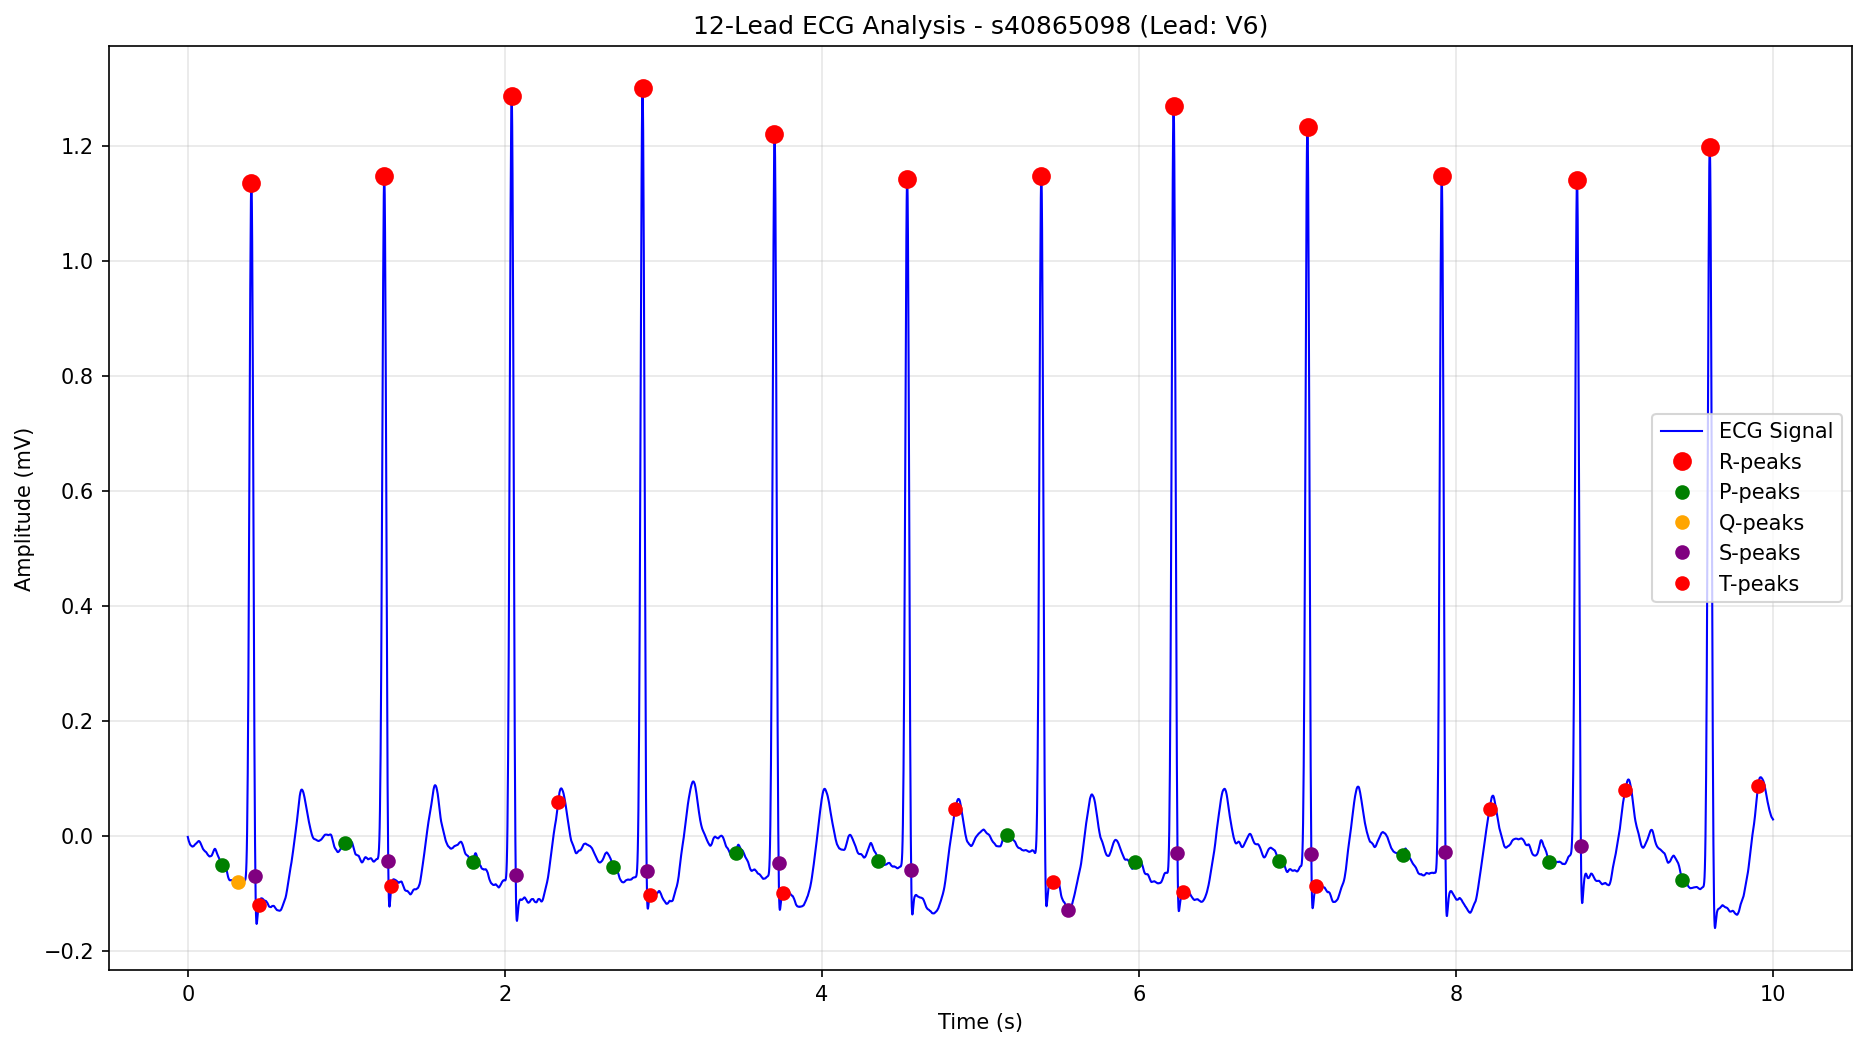 12-Lead ECG Analysis - s40865098 (Lead: V6)
Amplitude (mV)
1.2
1.0
0.8
0.6
0.4
0.2
0.0
−0.2
ECG Signal
R-peaks
P-peaks
Q-peaks
S-peaks
T-peaks
0 2 4 6 8 10
Time (s)